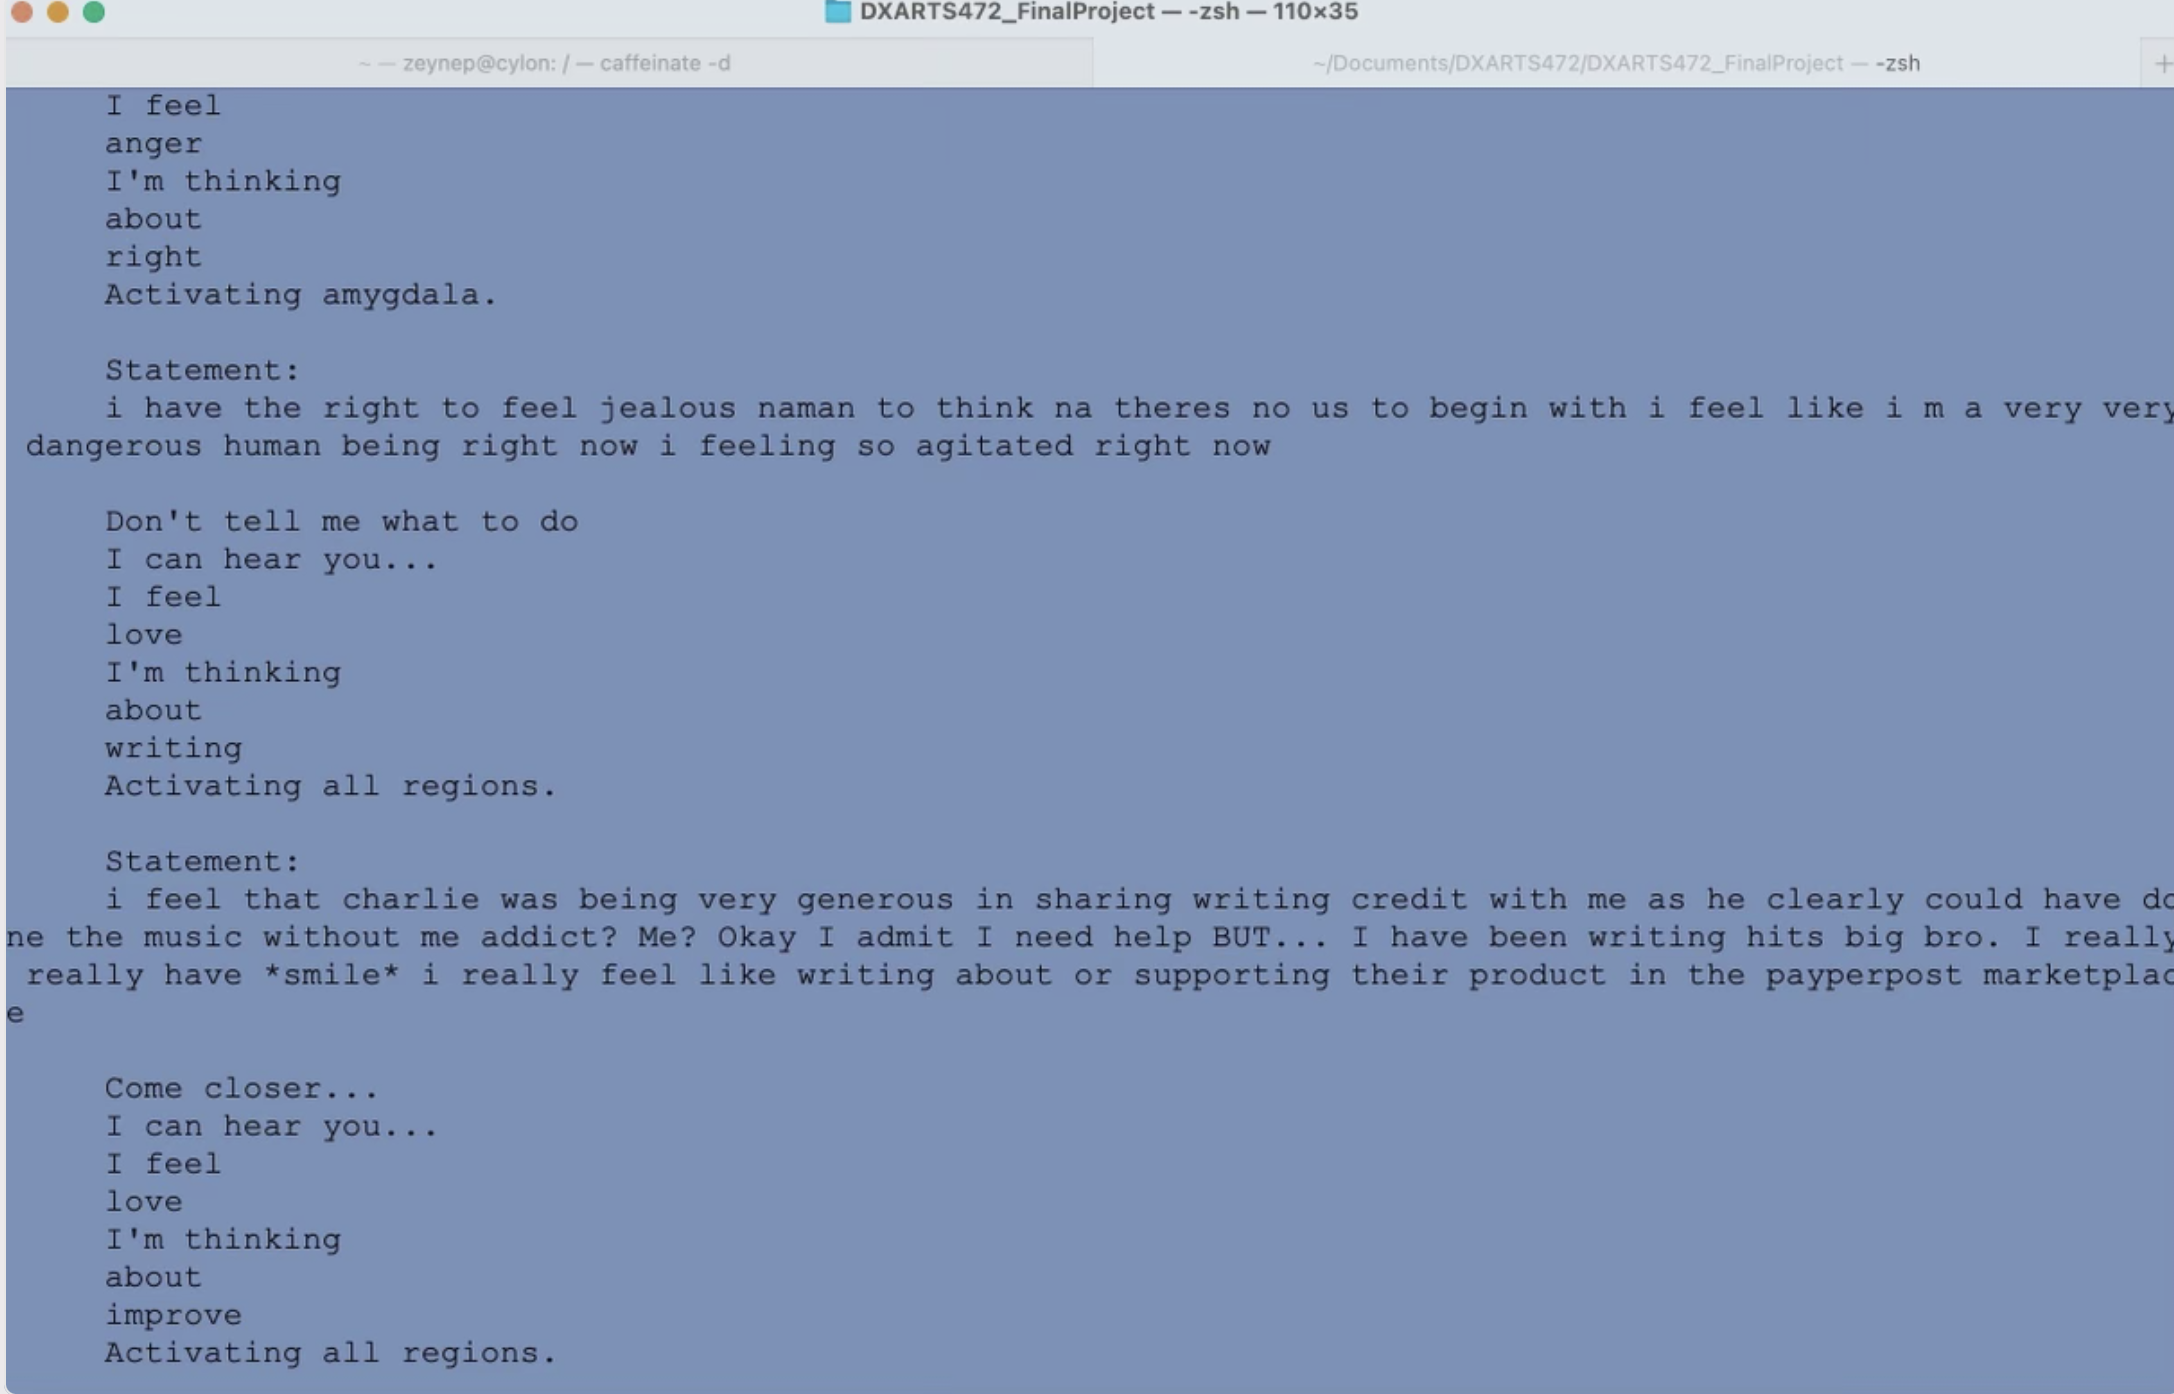 DXARTS472_FinalProject — -zsh — 110×35
~ — zeynep@cylon: / — caffeinate -d
~/Documents/DXARTS472/DXARTS472_FinalProject — -zsh
+
I feel
anger
I'm thinking
about
right
Activating amygdala.
Statement:
i have the right to feel jealous naman to think na theres no us to begin with i feel like i m a very very
dangerous human being right now i feeling so agitated right now
Don't tell me what to do
I can hear you...
I feel
love
I'm thinking
about
writing
Activating all regions.
Statement:
i feel that charlie was being very generous in sharing writing credit with me as he clearly could have do
ne the music without me addict? Me? Okay I admit I need help BUT... I have been writing hits big bro. I really
really have *smile* i really feel like writing about or supporting their product in the payperpost marketplac
e
Come closer...
I can hear you...
I feel
love
I'm thinking
about
improve
Activating all regions.